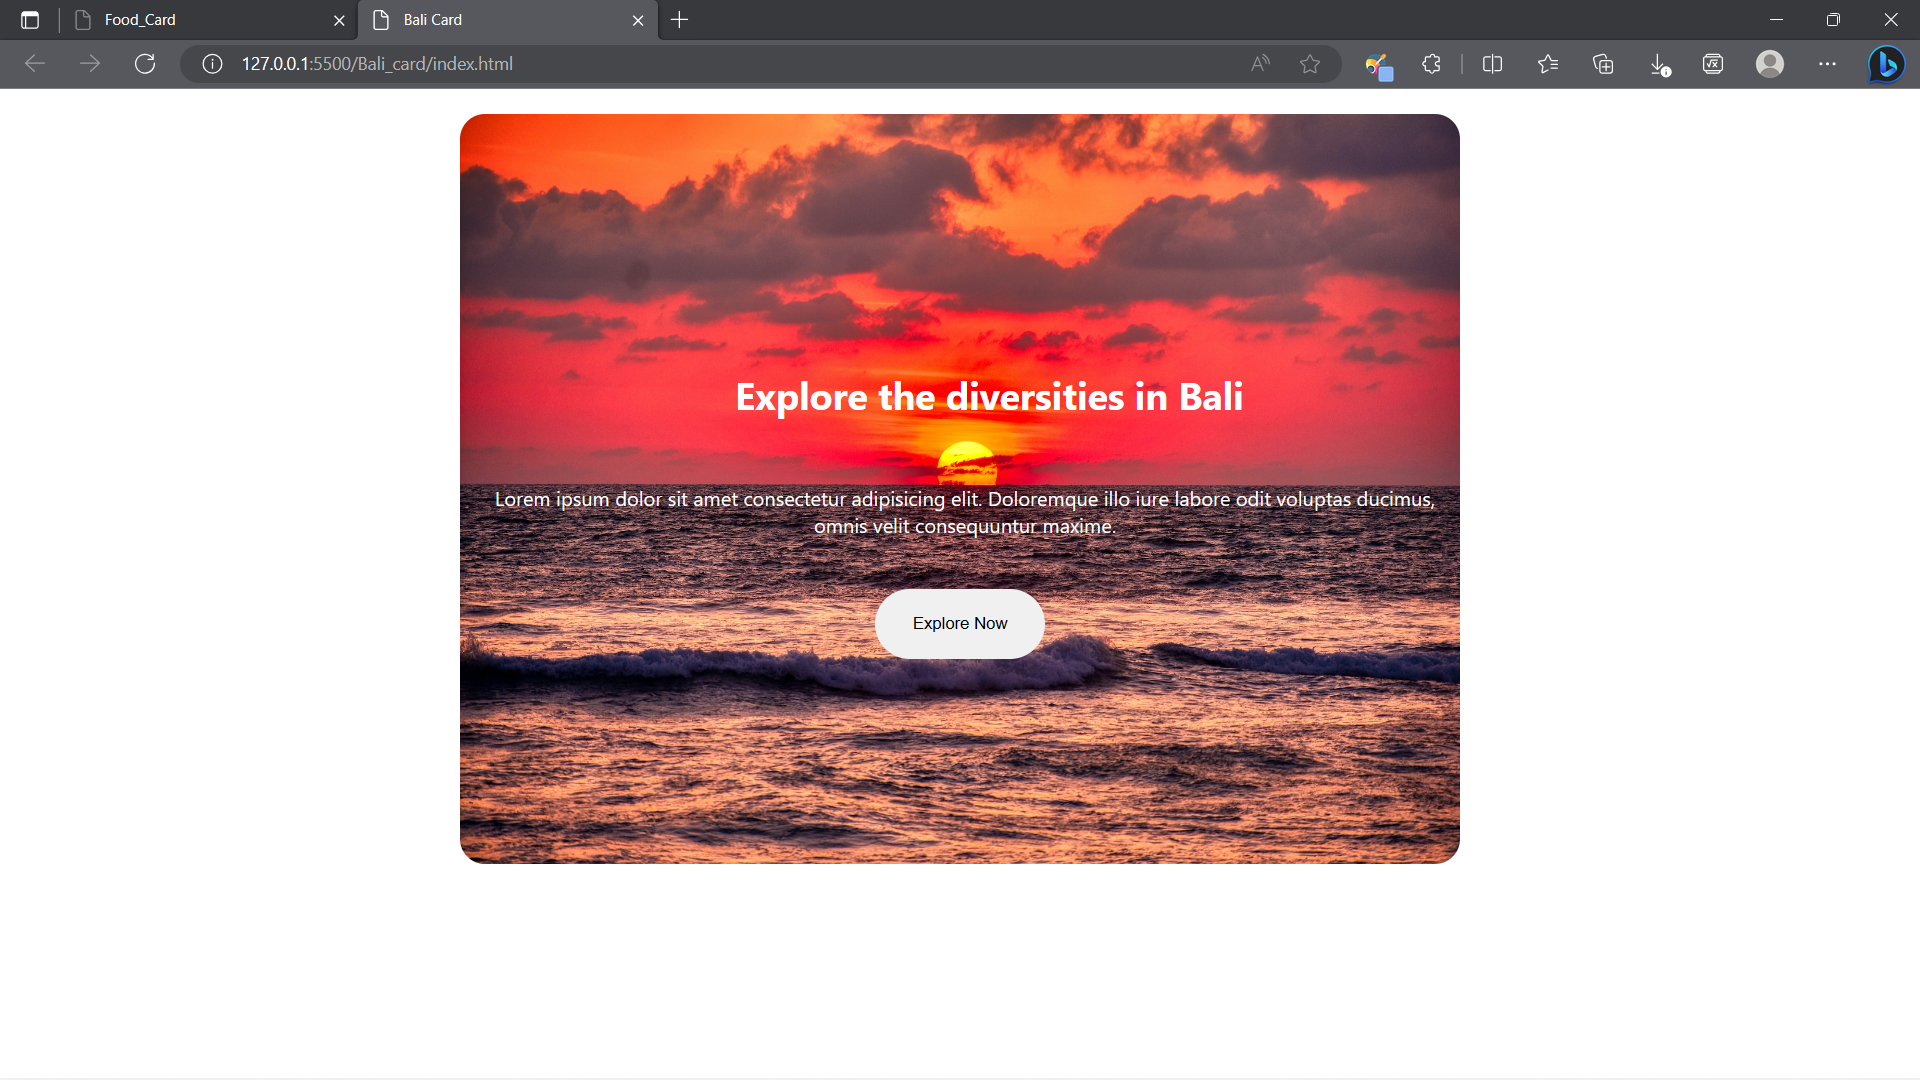 Food_Card
Bali Card
127.0.0.1:5500/Bali_card/index.html
Explore the diversities in Bali
Lorem ipsum dolor sit amet consectetur adipisicing elit. Doloremque illo iure labore odit voluptas ducimus,
omnis velit consequuntur maxime.
Explore Now